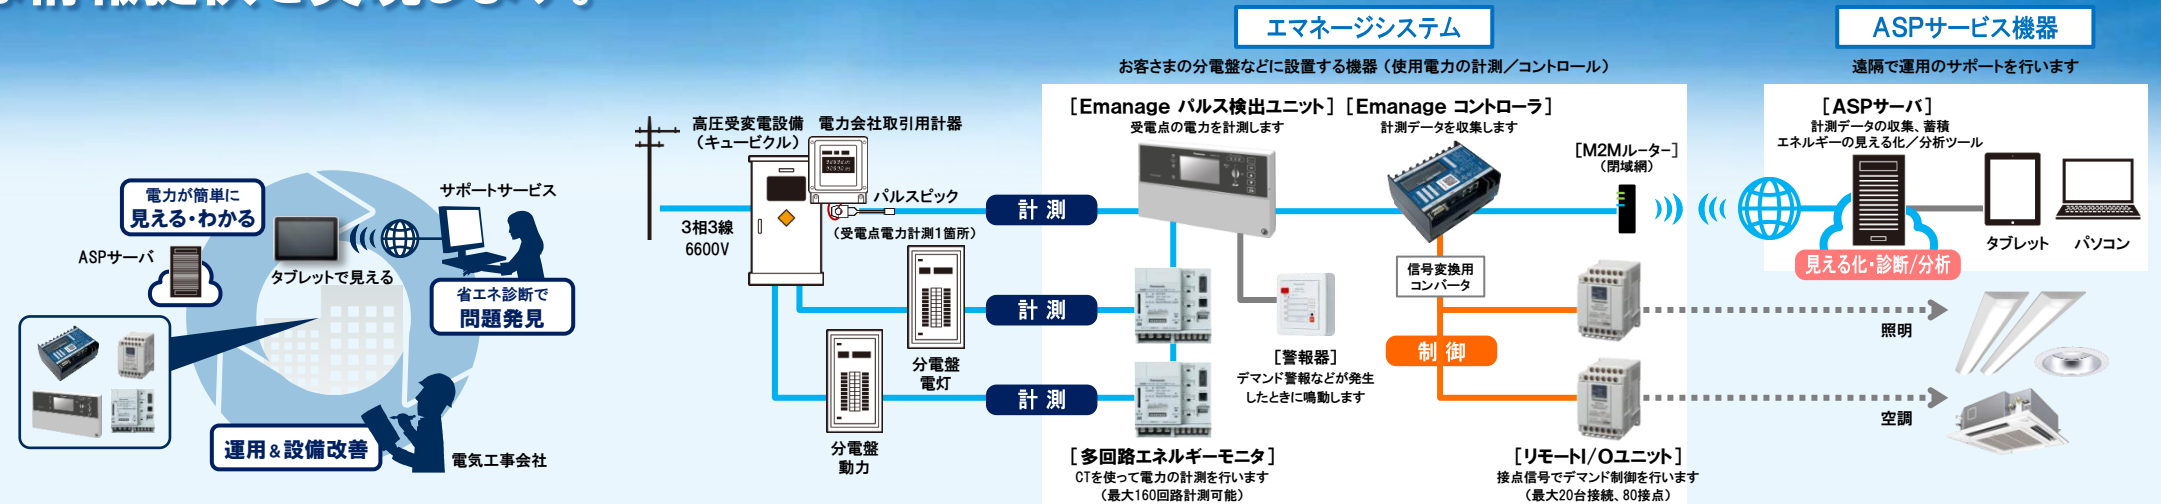 エマネージシステム
お客さまの分電盤などに設置する機器（使用電力の計測／コントロール）
ASPサービス機器
遠隔で運用のサポートを行います
電力が簡単に
見える・わかる
ASPサーバ
タブレットで見える
サポートサービス
省エネ診断で
問題発見
運用＆設備改善
電気工事会社
高圧受変電設備
（キュービクル）
電力会社取引用計器
3相3線
6600V
パルスピック
（受電点電力計測1箇所）
分電盤
電灯
分電盤
動力
計測
計測
計測
［Emanage パルス検出ユニット］
受電点の電力を計測します
［Emanage コントローラ］
計測データを収集します
［M2Mルーター］
（閉域網）
信号変換用
コンバータ
制御
［警報器］
デマンド警報などが発生
したときに鳴動します
［多回路エネルギーモニタ］
CTを使って電力の計測を行います
（最大160回路計測可能）
［リモートI/Oユニット］
接点信号でデマンド制御を行います
（最大20台接続、80接点）
［ASPサーバ］
計測データの収集、蓄積
エネルギーの見える化／分析ツール
見える化・診断/分析
タブレット
パソコン
照明
空調